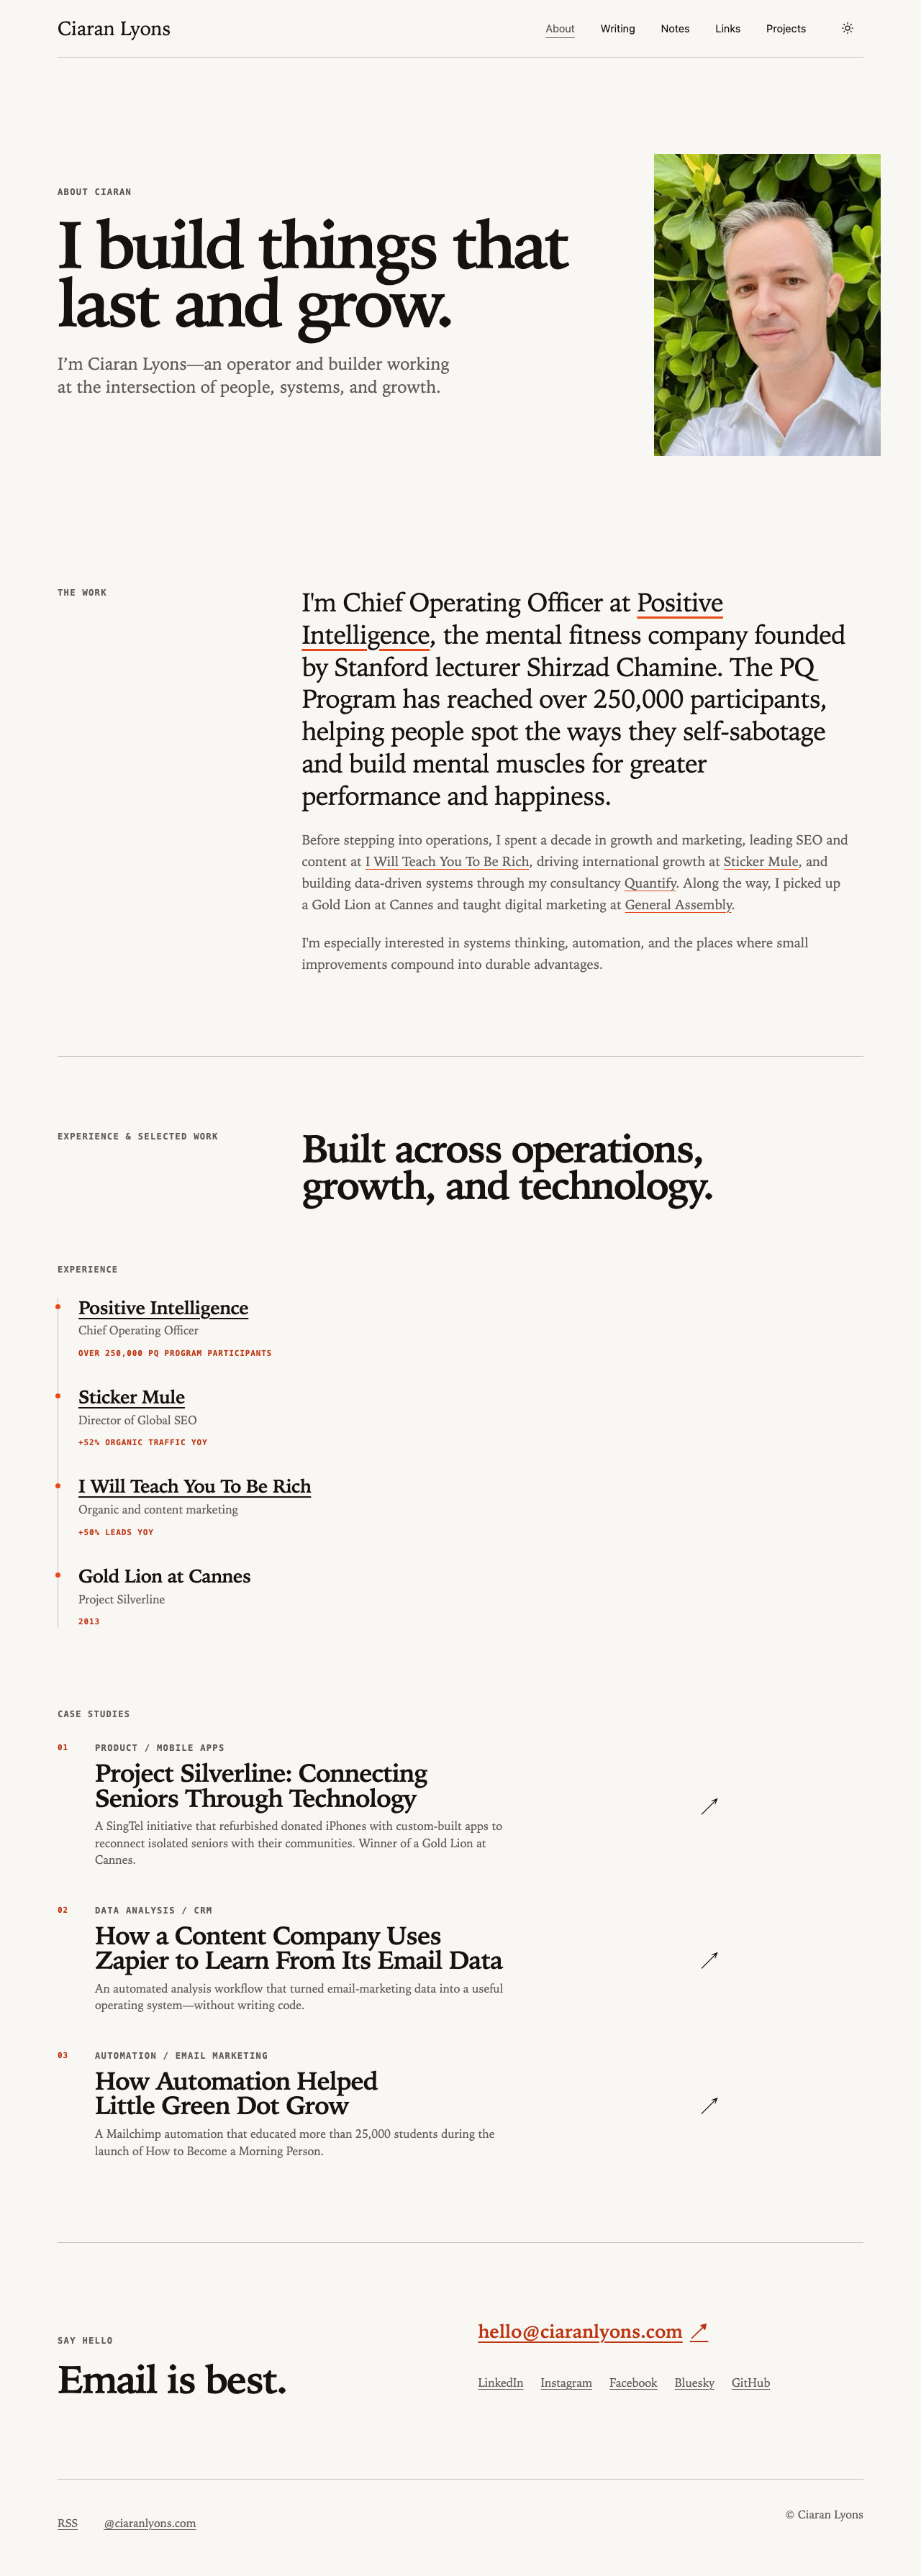 Ciaran Lyons
About Writing Notes Links Projects
ABOUT CIARAN
I build things that
last and grow.
I’m Ciaran Lyons—an operator and builder working
at the intersection of people, systems, and growth.
THE WORK
I'm Chief Operating Officer at Positive
Intelligence, the mental fitness company founded
by Stanford lecturer Shirzad Chamine. The PQ
Program has reached over 250,000 participants,
helping people spot the ways they self-sabotage
and build mental muscles for greater
performance and happiness.
Before stepping into operations, I spent a decade in growth and marketing, leading SEO and
content at I Will Teach You To Be Rich, driving international growth at Sticker Mule, and
building data-driven systems through my consultancy Quantify. Along the way, I picked up
a Gold Lion at Cannes and taught digital marketing at General Assembly.
I'm especially interested in systems thinking, automation, and the places where small
improvements compound into durable advantages.
EXPERIENCE & SELECTED WORK
Built across operations,
growth, and technology.
EXPERIENCE
Positive Intelligence
Chief Operating Officer
OVER 250,000 PQ PROGRAM PARTICIPANTS
Sticker Mule
Director of Global SEO
+52% ORGANIC TRAFFIC YOY
I Will Teach You To Be Rich
Organic and content marketing
+50% LEADS YOY
Gold Lion at Cannes
Project Silverline
2013
CASE STUDIES
01 PRODUCT / MOBILE APPS
Project Silverline: Connecting
Seniors Through Technology
A SingTel initiative that refurbished donated iPhones with custom-built apps to
reconnect isolated seniors with their communities. Winner of a Gold Lion at
Cannes.
02 DATA ANALYSIS / CRM
How a Content Company Uses
Zapier to Learn From Its Email Data
An automated analysis workflow that turned email-marketing data into a useful
operating system—without writing code.
03 AUTOMATION / EMAIL MARKETING
How Automation Helped
Little Green Dot Grow
A Mailchimp automation that educated more than 25,000 students during the
launch of How to Become a Morning Person.
SAY HELLO
Email is best.
hello@ciaranlyons.com ↗
LinkedIn Instagram Facebook Bluesky GitHub
RSS @ciaranlyons.com
© Ciaran Lyons